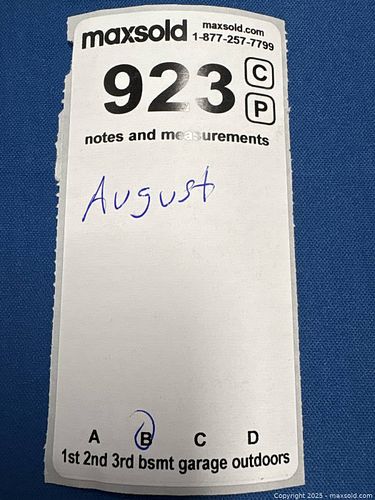 maxsold maxsold.com
1-877-257-7799
923 C
P
notes and measurements
August
A B C D
1st 2nd 3rd bsmt garage outdoors
Copyright 2025 - maxsold.com